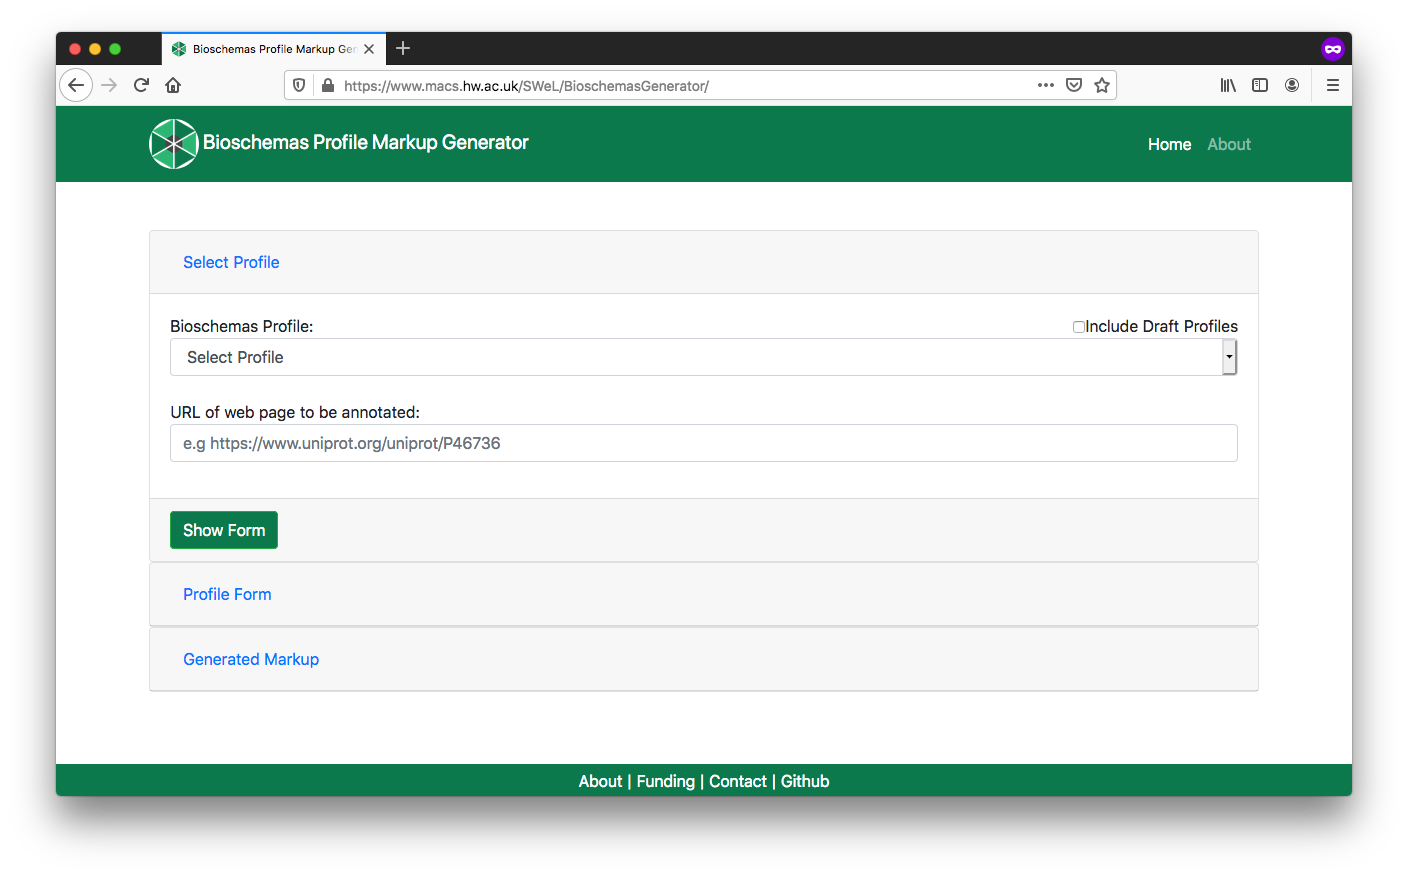 Bioschemas Profile Markup Ger
https://www.macs.hw.ac.uk/SWeL/BioschemasGenerator/
Bioschemas Profile Markup Generator
Home About
Select Profile
Bioschemas Profile:
Include Draft Profiles
Select Profile
URL of web page to be annotated:
e.g https://www.uniprot.org/uniprot/P46736
Show Form
Profile Form
Generated Markup
About | Funding | Contact | Github